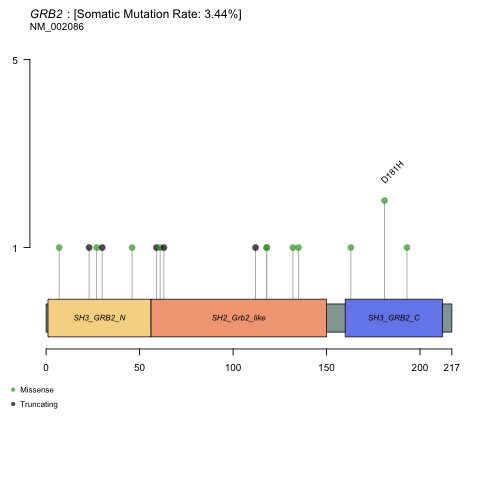 GRB2 : [Somatic Mutation Rate: 3.44%]
NM_002086
5
D181H
1
SH3_GRB2_N
SH2_Grb2_like
SH3_GRB2_C
0
50
100
150
200
217
Missense
Truncating